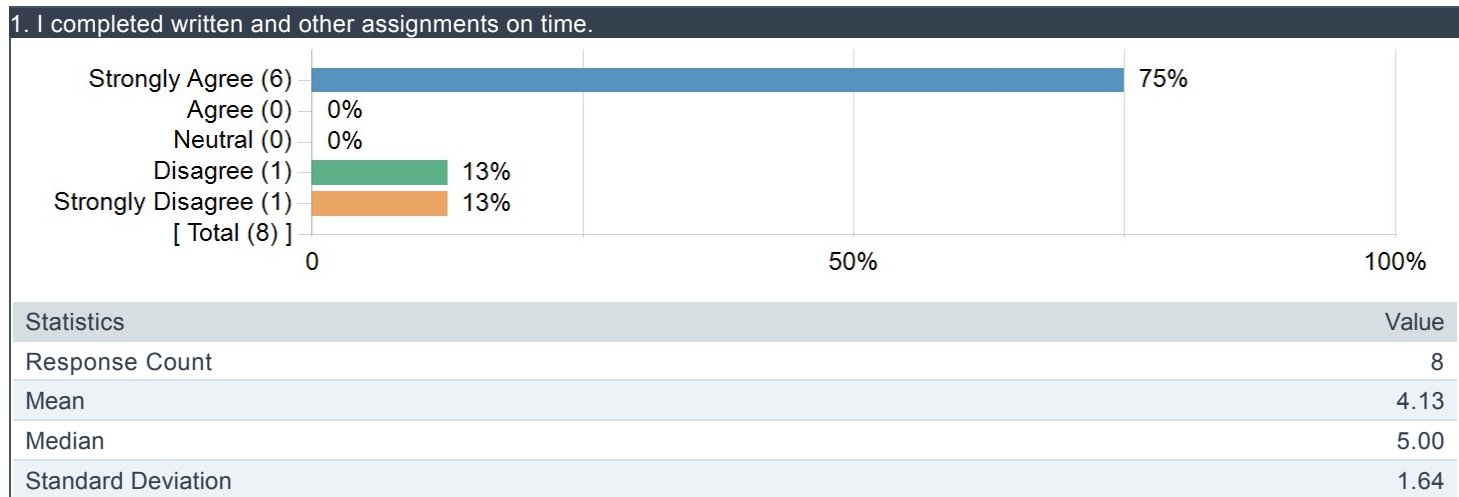 1. I completed written and other assignments on time.
Strongly Agree (6) 75%
Agree (0) 0%
Neutral (0) 0%
Disagree (1) 13%
Strongly Disagree (1) 13%
[ Total (8) ]
0 50% 100%
Statistics Value
Response Count 8
Mean 4.13
Median 5.00
Standard Deviation 1.64